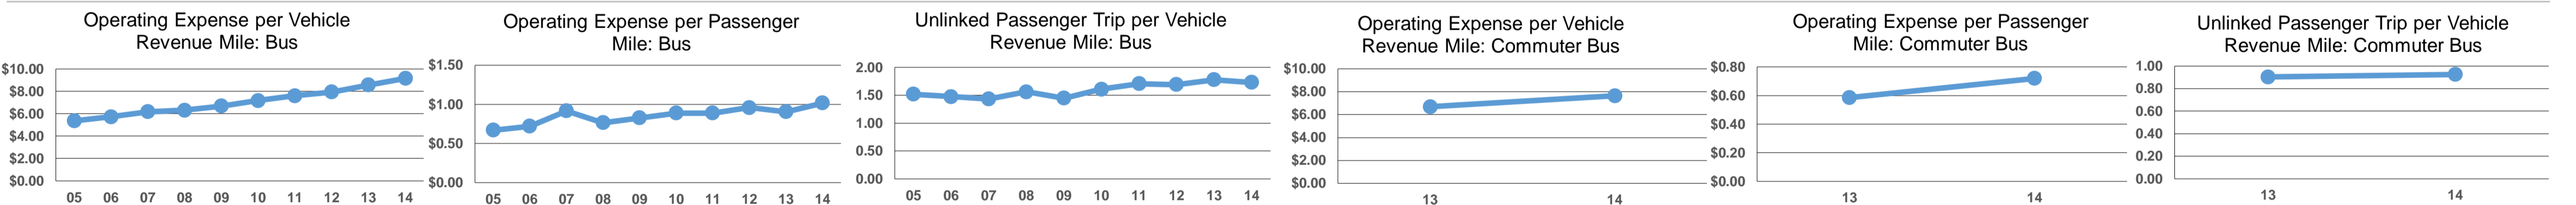 Operating Expense per Vehicle
Revenue Mile: Bus
$10.00
$8.00
$6.00
$4.00
$2.00
$0.00
05 06 07 08 09 10 11 12 13 14
Operating Expense per Passenger
Mile: Bus
$1.50
$1.00
$0.50
$0.00
05 06 07 08 09 10 11 12 13 14
Unlinked Passenger Trip per Vehicle
Revenue Mile: Bus
2.00
1.50
1.00
0.50
0.00
05 06 07 08 09 10 11 12 13 14
Operating Expense per Vehicle
Revenue Mile: Commuter Bus
$10.00
$8.00
$6.00
$4.00
$2.00
$0.00
13 14
Operating Expense per Passenger
Mile: Commuter Bus
$0.80
$0.60
$0.40
$0.20
$0.00
13 14
Unlinked Passenger Trip per Vehicle
Revenue Mile: Commuter Bus
1.00
0.80
0.60
0.40
0.20
0.00
13 14